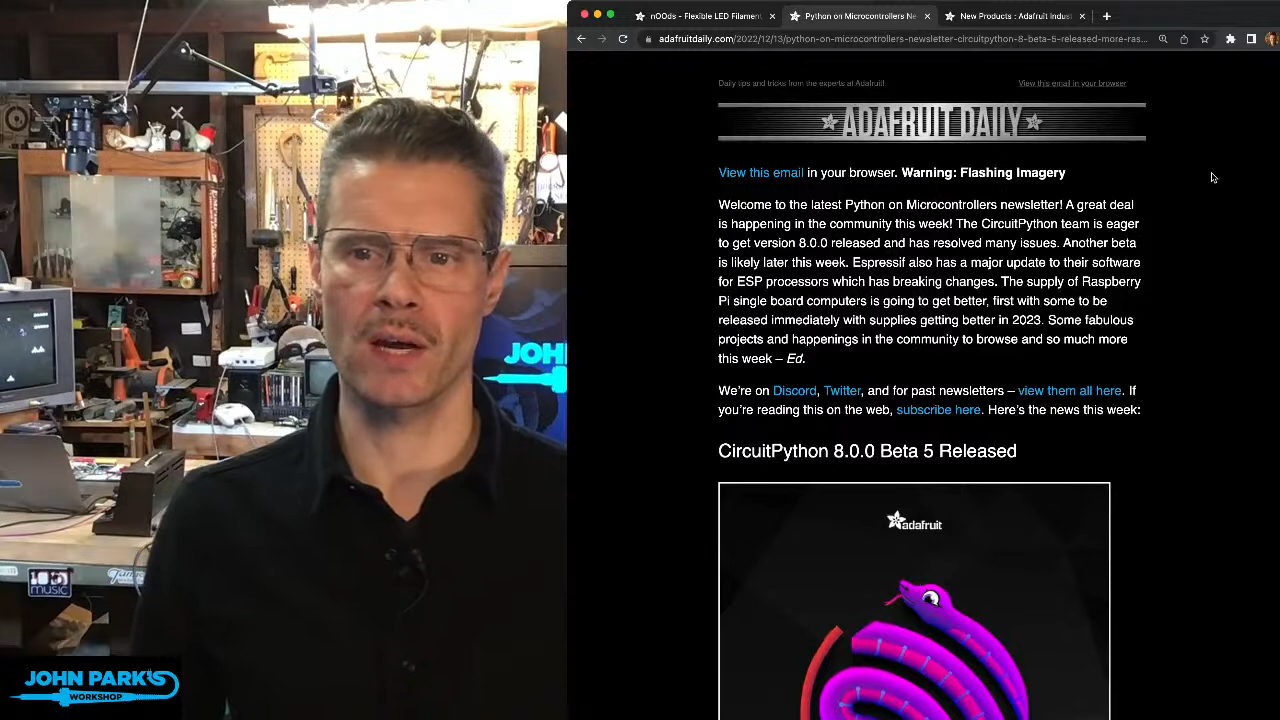 nOOds - Flexible LED Filament
Python on Microcontrollers Ne
New Products : Adafruit Indust
adafruitdaily.com/2022/12/13/python-on-microcontrollers-newsletter-circuitpython-8-beta-5-released-more-ras...
Daily tips and tricks from the experts at Adafruit!
View this email in your browser
ADAFRUIT DAILY
View this email in your browser. Warning: Flashing Imagery
Welcome to the latest Python on Microcontrollers newsletter! A great deal
is happening in the community this week! The CircuitPython team is eager
to get version 8.0.0 released and has resolved many issues. Another beta
is likely later this week. Espressif also has a major update to their software
for ESP processors which has breaking changes. The supply of Raspberry
Pi single board computers is going to get better, first with some to be
released immediately with supplies getting better in 2023. Some fabulous
projects and happenings in the community to browse and so much more
this week – Ed.
We're on Discord, Twitter, and for past newsletters – view them all here. If
you're reading this on the web, subscribe here. Here's the news this week:
CircuitPython 8.0.0 Beta 5 Released
adafruit
JOHN
MUSIC
JOHN PARK'S
WORKSHOP